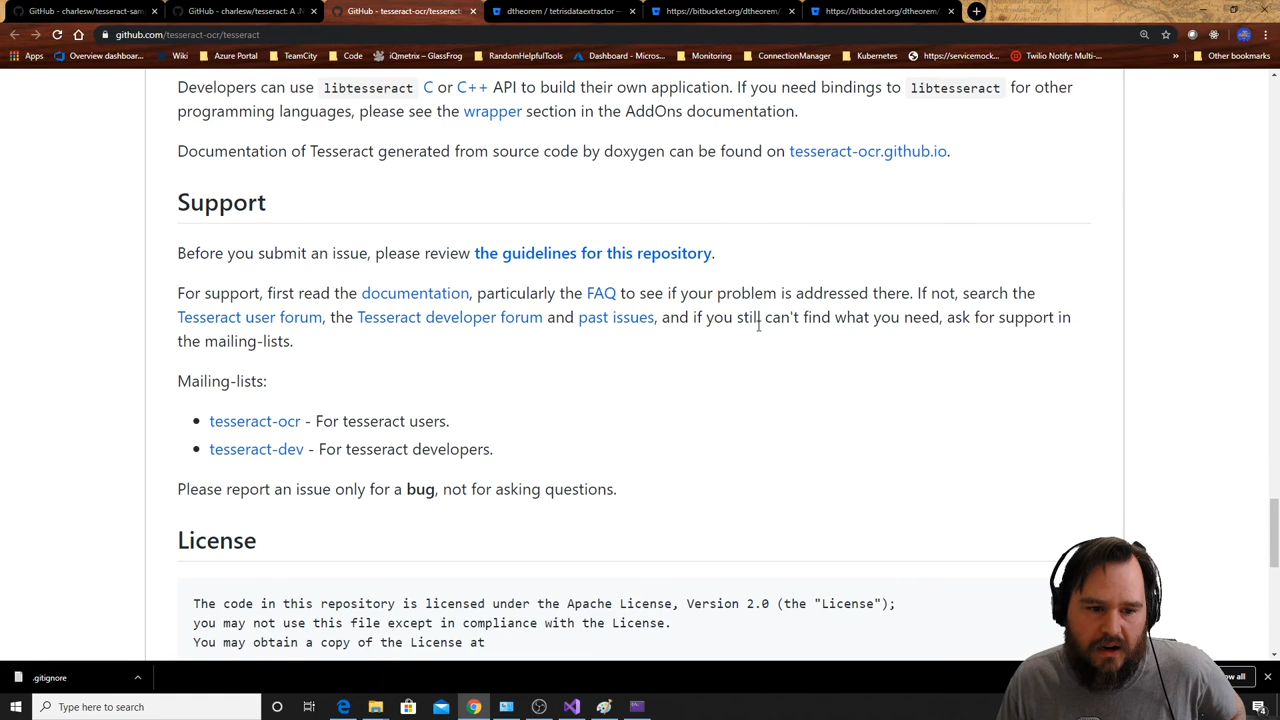 GitHub - charlesw/tesseract-sam
GitHub - charlesw/tesseract: A .N
GitHub - tesseract-ocr/tesseract:
dtheorem / tetrisdataextractor —
https://bitbucket.org/dtheorem/
https://bitbucket.org/dtheorem/
github.com/tesseract-ocr/tesseract
Apps
Overview dashboar...
Wiki
Azure Portal
TeamCity
Code
iQmetrix — GlassFrog
RandomHelpfulTools
Dashboard - Micros...
Monitoring
ConnectionManager
Kubernetes
https://servicemock...
Twilio Notify: Multi-...
»
Other bookmarks
Developers can use libtesseract C or C++ API to build their own application. If you need bindings to libtesseract for other
programming languages, please see the wrapper section in the AddOns documentation.
Documentation of Tesseract generated from source code by doxygen can be found on tesseract-ocr.github.io.
Support
Before you submit an issue, please review the guidelines for this repository.
For support, first read the documentation, particularly the FAQ to see if your problem is addressed there. If not, search the
Tesseract user forum, the Tesseract developer forum and past issues, and if you still can't find what you need, ask for support in
the mailing-lists.
Mailing-lists:
• tesseract-ocr - For tesseract users.
• tesseract-dev - For tesseract developers.
Please report an issue only for a bug, not for asking questions.
License
The code in this repository is licensed under the Apache License, Version 2.0 (the "License");
you may not use this file except in compliance with the License.
You may obtain a copy of the License at
.gitignore
ow all
Type here to search